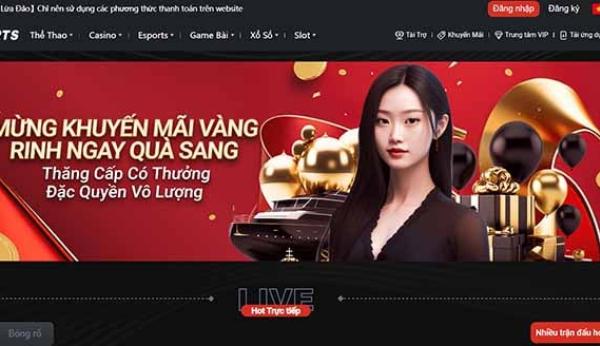 Lừa Đảo】Chỉ nên sử dụng các phương thức thanh toán trên website
Đăng nhập Đăng ký
RTS Thể Thao Casino Esports Game Bài Xổ Số Slot Tài Trợ Khuyến Mãi Trung tâm VIP Tải ứng dụ
MỪNG KHUYẾN MÃI VÀNG
RINH NGAY QUÀ SANG
Thăng Cấp Có Thưởng
Đặc Quyền Vô Lượng
LIVE
Hot Trực tiếp
Bóng rổ
Nhiều trận đấu hơ